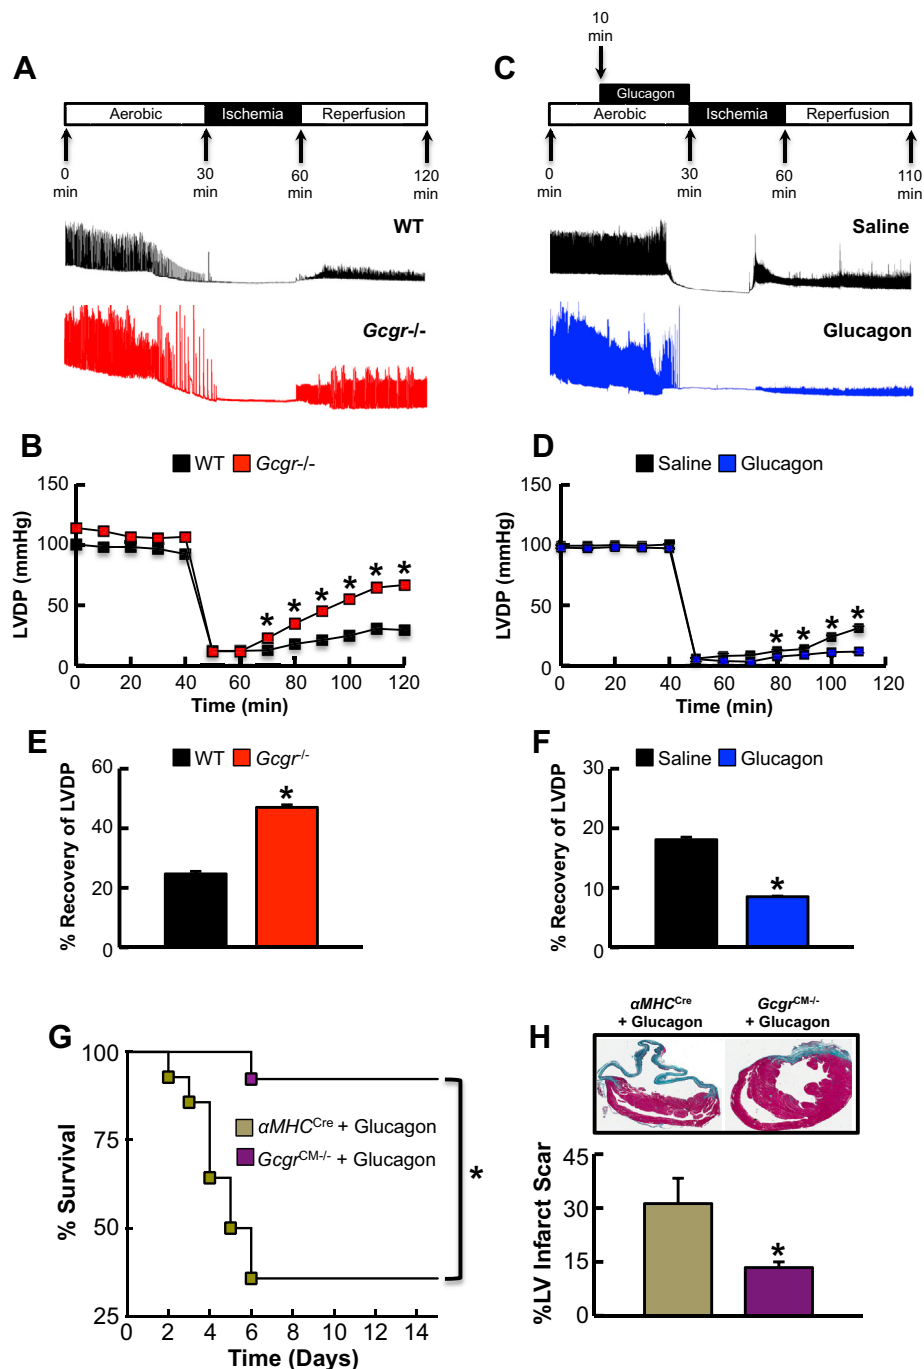 A
Aerobic Ischemia Reperfusion
0 min
30 min
60 min
120 min
WT
Gcgr-/-
C
10 min
Glucagon
Aerobic Ischemia Reperfusion
0 min
30 min
60 min
110 min
Saline
Glucagon
B
WT Gcgr-/-
LVDP (mmHg)
150
100
50
0
* * * * * *
0 20 40 60 80 100 120
Time (min)
D
Saline Glucagon
LVDP (mmHg)
150
100
50
0
* * * *
0 20 40 60 80 100 120
Time (min)
E
WT Gcgr-/-
% Recovery of LVDP
60
40
20
0
*
F
Saline Glucagon
% Recovery of LVDP
30
20
10
0
*
G
% Survival
100
75
50
25
αMHCCre + Glucagon
GcgrCM-/- + Glucagon
*
0 2 4 6 8 10 12 14
Time (Days)
H
αMHCCre + Glucagon
GcgrCM-/- + Glucagon
%LV Infarct Scar
45
30
15
0
*